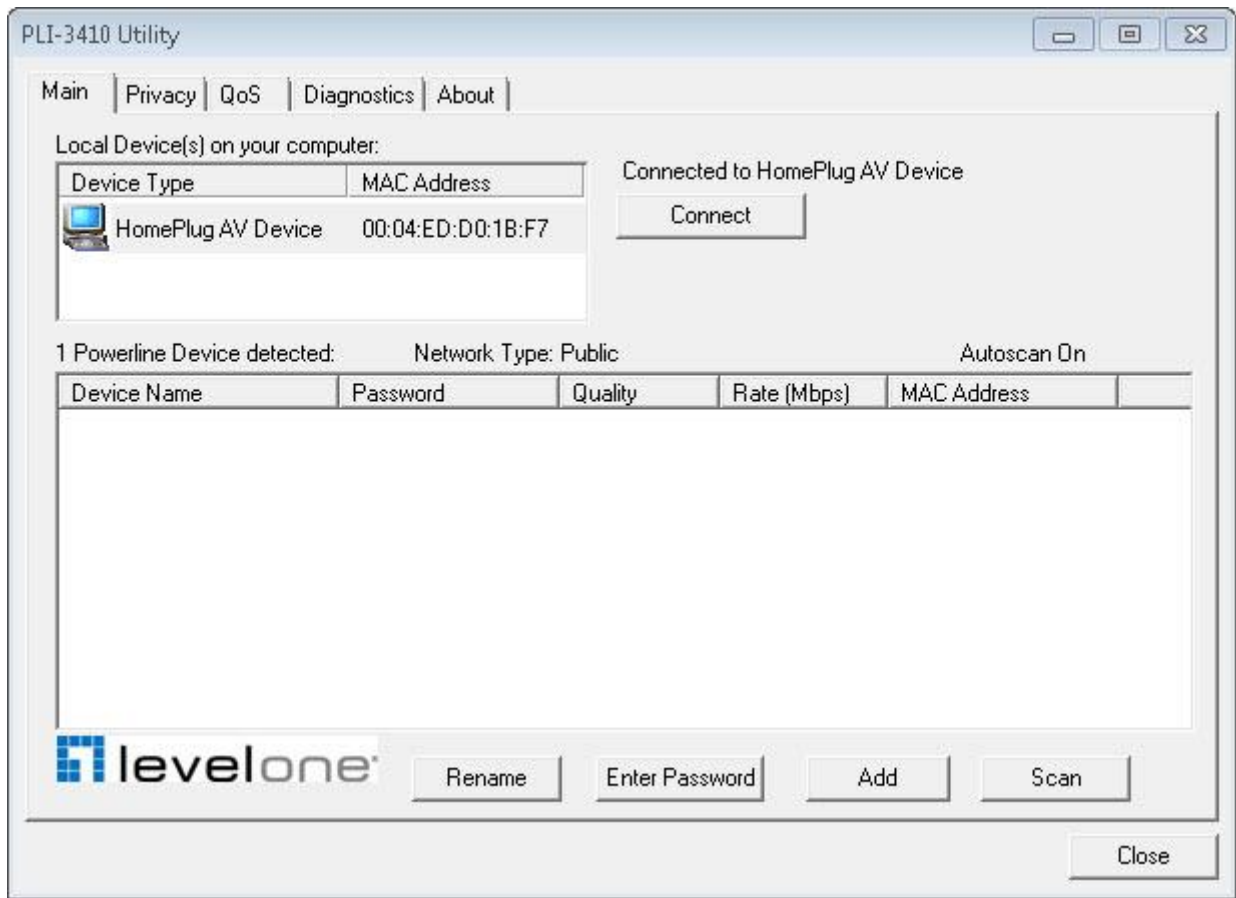 PLI-3410 Utility
Main Privacy QoS Diagnostics About
Local Device(s) on your computer:
Device Type MAC Address
HomePlug AV Device 00:04:ED:D0:1B:F7
Connected to HomePlug AV Device
Connect
1 Powerline Device detected: Network Type: Public Autoscan On
Device Name Password Quality Rate (Mbps) MAC Address
levelone
Rename Enter Password Add Scan
Close